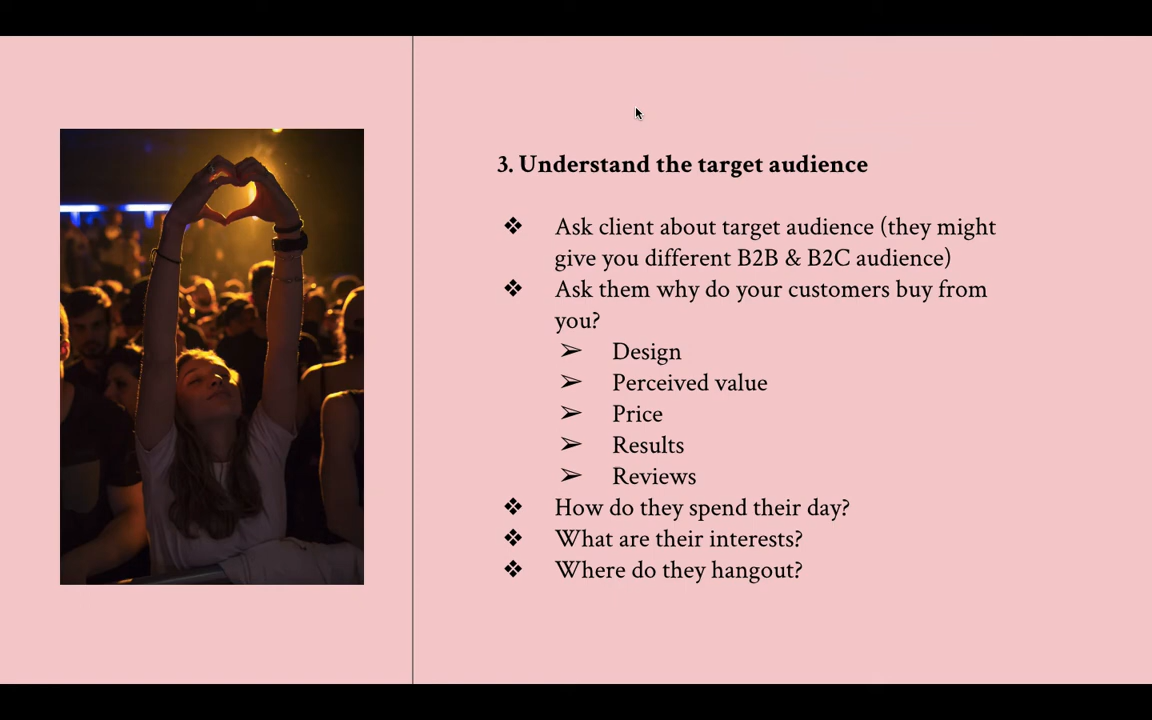 3. Understand the target audience
❖ Ask client about target audience (they might
give you different B2B & B2C audience)
❖ Ask them why do your customers buy from
you?
➢ Design
➢ Perceived value
➢ Price
➢ Results
➢ Reviews
❖ How do they spend their day?
❖ What are their interests?
❖ Where do they hangout?